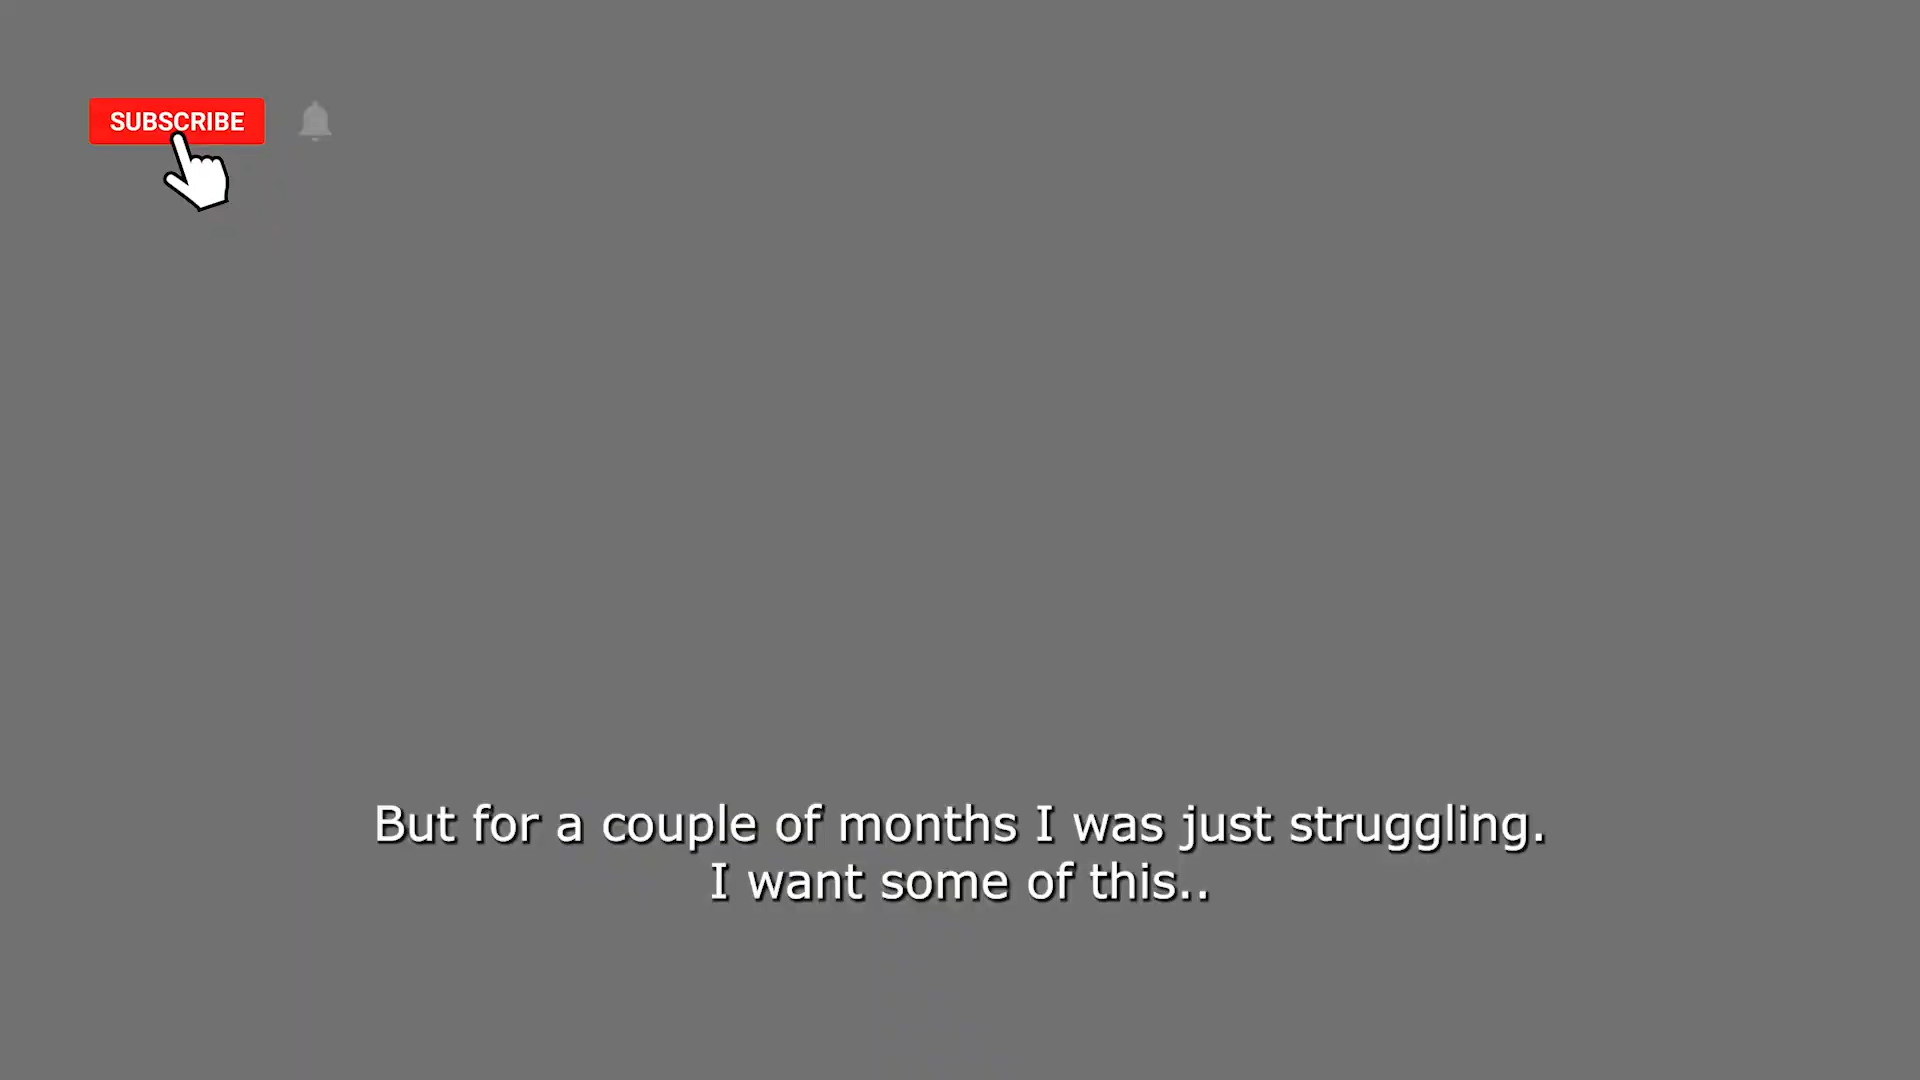 SUBSCRIBE
But for a couple of months I was just struggling.
I want some of this..